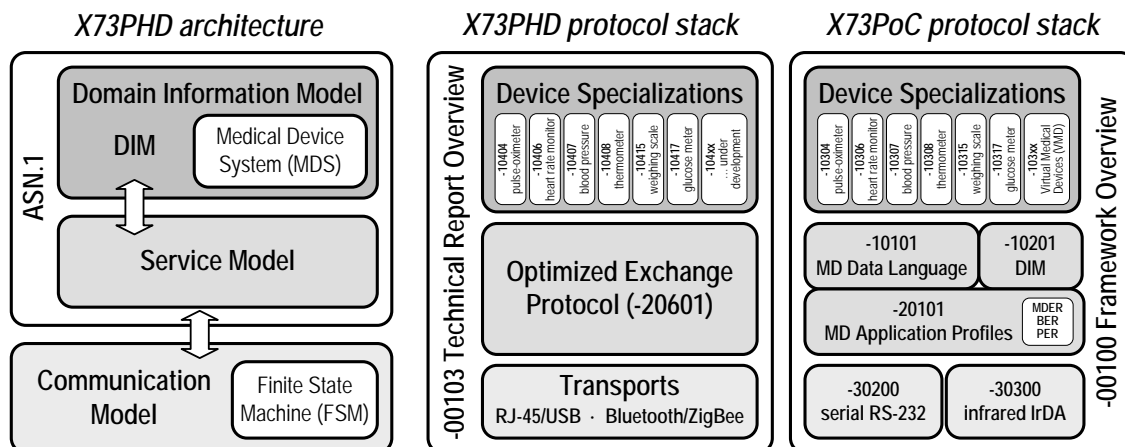 X73PHD architecture
ASN.1
Domain Information Model
DIM
Medical Device
System (MDS)
Service Model
Communication
Model
Finite State
Machine (FSM)
X73PHD protocol stack
-00103 Technical Report Overview
Device Specializations
-10404
pulse-oximeter
-10406
heart rate monitor
-10407
blood pressure
-10408
thermometer
-10415
weighing scale
-10417
glucose meter
-104xx
... under
development
Optimized Exchange
Protocol (-20601)
Transports
RJ-45/USB · Bluetooth/ZigBee
X73PoC protocol stack
Device Specializations
-10304
pulse-oximeter
-10306
heart rate monitor
-10307
blood pressure
-10308
thermometer
-10315
weighing scale
-10317
glucose meter
-103xx
Virtual Medical
Devices (VMD)
-10101
MD Data Language
-10201
DIM
-20101
MD Application Profiles
MDER
BER
PER
-30200
serial RS-232
-30300
infrared IrDA
-00100 Framework Overview